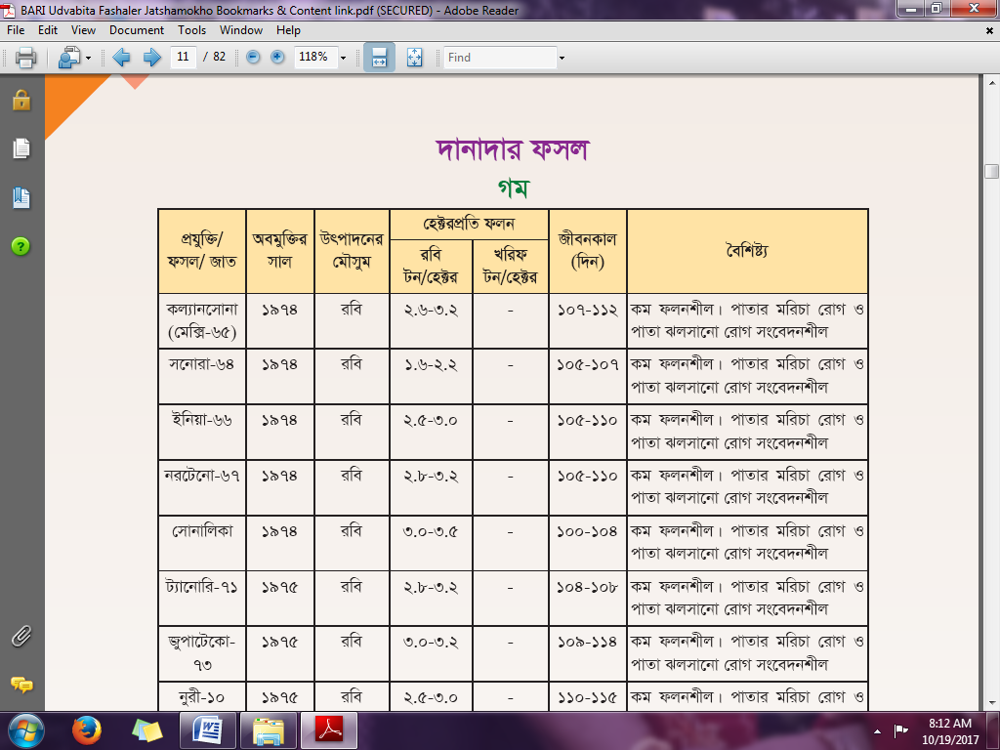 BARI Udvabita Fashaler Jatshamokho Bookmarks & Content link.pdf (SECURED) - Adobe Reader
File Edit View Document Tools Window Help
11 / 82 118% Find
দানাদার ফসল
গম
প্রযুক্তি/ ফসল/ জাত
অবমুক্তির সাল
উৎপাদনের মৌসুম
হেক্টরপ্রতি ফলন
রবি টন/হেক্টর
খরিফ টন/হেক্টর
জীবনকাল (দিন)
বৈশিষ্ট্য
কল্যানসোনা ১৯৭৪ রবি ২.৬-৩.২ - ১০৭-১১২ কম ফলনশীল। পাতার মরিচা রোগ ও
(মেক্সি-৬৫) পাতা ঝলসানো রোগ সংবেদনশীল
সনোরা-৬৪ ১৯৭৪ রবি ১.৬-২.২ - ১০৫-১০৭ কম ফলনশীল। পাতার মরিচা রোগ ও
পাতা ঝলসানো রোগ সংবেদনশীল
ইনিয়া-৬৬ ১৯৭৪ রবি ২.৫-৩.০ - ১০৫-১১০ কম ফলনশীল। পাতার মরিচা রোগ ও
পাতা ঝলসানো রোগ সংবেদনশীল
নরটেনো-৬৭ ১৯৭৪ রবি ২.৮-৩.২ - ১০৫-১১০ কম ফলনশীল। পাতার মরিচা রোগ ও
পাতা ঝলসানো রোগ সংবেদনশীল
সোনালিকা ১৯৭৪ রবি ৩.০-৩.৫ - ১০০-১০৪ কম ফলনশীল। পাতার মরিচা রোগ ও
পাতা ঝলসানো রোগ সংবেদনশীল
ট্যানোরি-৭১ ১৯৭৫ রবি ২.৮-৩.২ - ১০৪-১০৮ কম ফলনশীল। পাতার মরিচা রোগ ও
পাতা ঝলসানো রোগ সংবেদনশীল
জুপাটেকো- ১৯৭৫ রবি ৩.০-৩.২ - ১০৯-১১৪ কম ফলনশীল। পাতার মরিচা রোগ ও
৭৩ পাতা ঝলসানো রোগ সংবেদনশীল
নুরী-১০ ১৯৭৫ রবি ২.৫-৩.০ - ১১০-১১৫ কম ফলনশীল। পাতার মরিচা রোগ ও
8:12 AM
10/19/2017